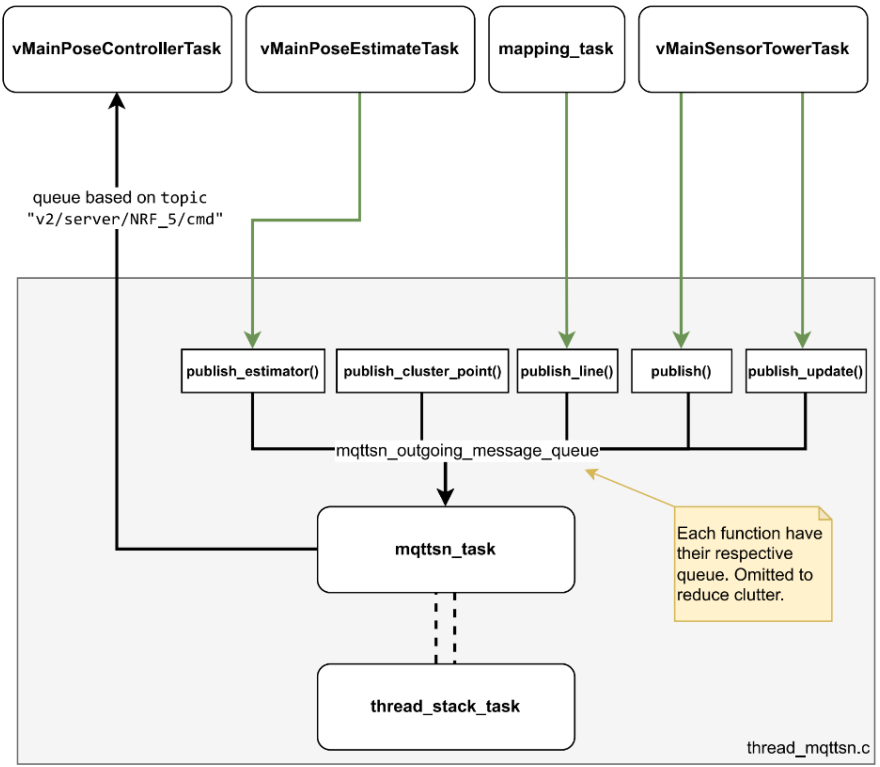 vMainPoseControllerTask
vMainPoseEstimateTask
mapping_task
vMainSensorTowerTask
queue based on topic
"v2/server/NRF_5/cmd"
publish_estimator()
publish_cluster_point()
publish_line()
publish()
publish_update()
mqttsn_outgoing_message_queue
Each function have
their respective
queue. Omitted to
reduce clutter.
mqttsn_task
thread_stack_task
thread_mqttsn.c